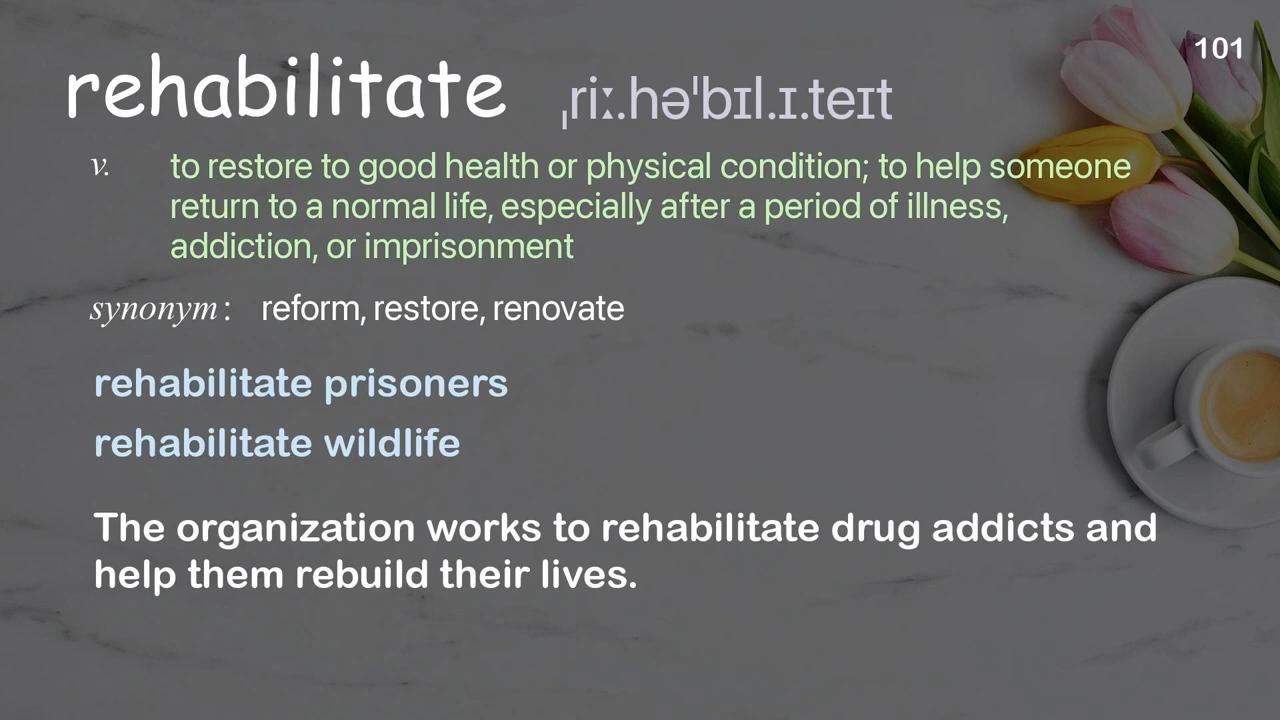 101
rehabilitate ˌriː.həˈbɪl.ɪ.teɪt
v. to restore to good health or physical condition; to help someone
return to a normal life, especially after a period of illness,
addiction, or imprisonment
synonym: reform, restore, renovate
rehabilitate prisoners
rehabilitate wildlife
The organization works to rehabilitate drug addicts and
help them rebuild their lives.